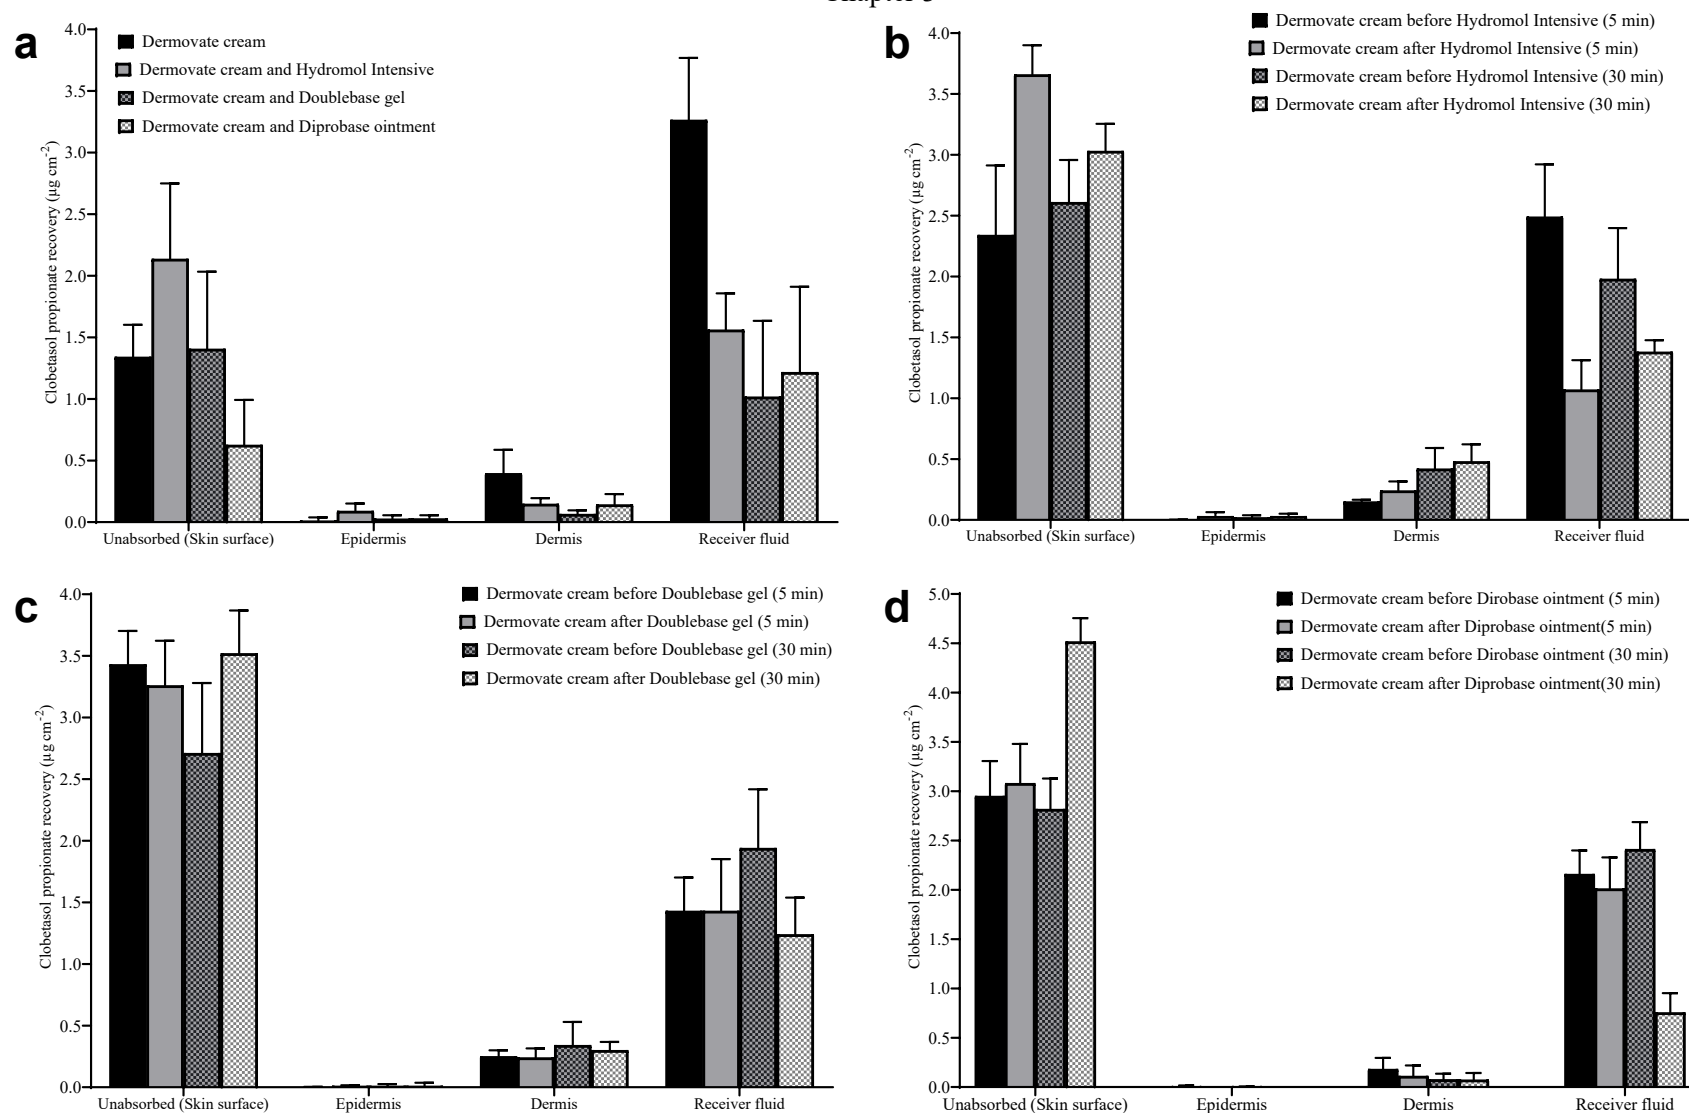 a
Dermovate cream
Dermovate cream and Hydromol Intensive
Dermovate cream and Doublebase gel
Dermovate cream and Diprobase ointment
Clobetasol propionate recovery (µg cm-2)
4.0
3.5
3.0
2.5
2.0
1.5
1.0
0.5
0.0
Unabsorbed (Skin surface) Epidermis Dermis Receiver fluid
b
Dermovate cream before Hydromol Intensive (5 min)
Dermovate cream after Hydromol Intensive (5 min)
Dermovate cream before Hydromol Intensive (30 min)
Dermovate cream after Hydromol Intensive (30 min)
Clobetasol propionate recovery (µg cm-2)
4.0
3.5
3.0
2.5
2.0
1.5
1.0
0.5
0.0
Unabsorbed (Skin surface) Epidermis Dermis Receiver fluid
c
Dermovate cream before Doublebase gel (5 min)
Dermovate cream after Doublebase gel (5 min)
Dermovate cream before Doublebase gel (30 min)
Dermovate cream after Doublebase gel (30 min)
Clobetasol propionate recovery (µg cm-2)
4.0
3.5
3.0
2.5
2.0
1.5
1.0
0.5
0.0
Unabsorbed (Skin surface) Epidermis Dermis Receiver fluid
d
Dermovate cream before Dirobase ointment (5 min)
Dermovate cream after Diprobase ointment(5 min)
Dermovate cream before Dirobase ointment (30 min)
Dermovate cream after Diprobase ointment(30 min)
Clobetasol propionate recovery (µg cm-2)
5.0
4.5
4.0
3.5
3.0
2.5
2.0
1.5
1.0
0.5
0.0
Unabsorbed (Skin surface) Epidermis Dermis Receiver fluid